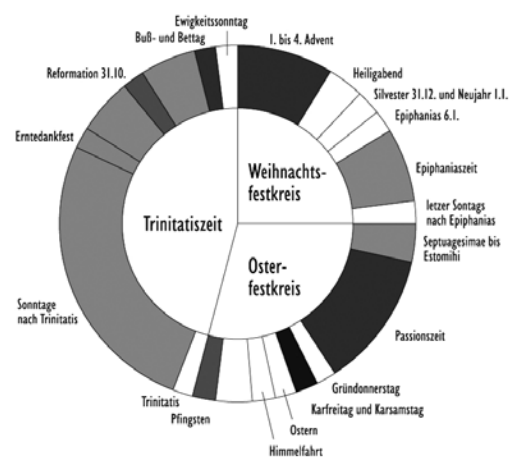 Ewigkeitssonntag
Buß- und Bettag
1. bis 4. Advent
Reformation 31.10.
Heiligabend
Silvester 31.12. und Neujahr 1.1.
Epiphanias 6.1.
Erntedankfest
Epiphaniaszeit
Weihnachts-
festkreis
letzer Sontags
nach Epiphanias
Trinitatiszeit
Septuagesimae bis
Estomihi
Oster-
festkreis
Sonntage
nach Trinitatis
Passionszeit
Gründonnerstag
Trinitatis
Karfreitag und Karsamstag
Pfingsten
Ostern
Himmelfahrt